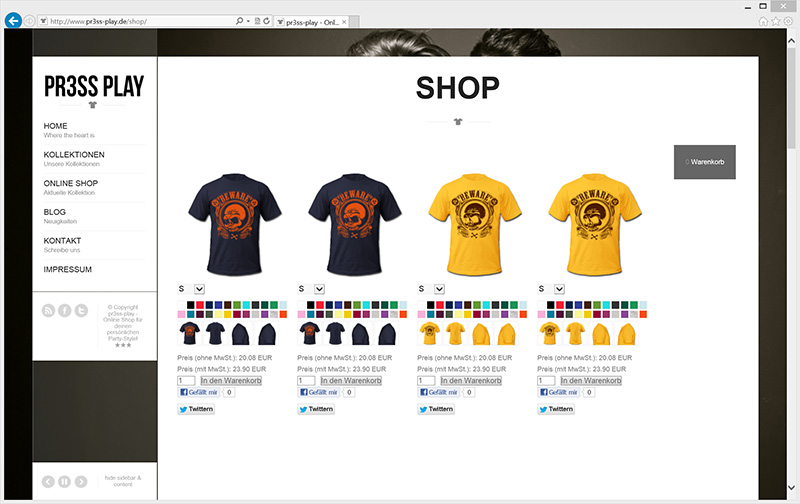 http://www.pr3ss-play.de/shop/
pr3ss-play - Onl...
PR3SS PLAY
HOME
Where the heart is
KOLLEKTIONEN
Unsere Kollektionen
ONLINE SHOP
Aktuelle Kollektion
BLOG
Neuigkeiten
KONTAKT
Schreibe uns
IMPRESSUM
© Copyright
pr3ss-play -
Online Shop für
deinen
persönlichen
Party-Style!
★★★
hide sidebar &
content
SHOP
0 Warenkorb
BEWARE BEWARE BEWARE BEWARE
S S S S
Preis (ohne MwSt.): 20.08 EUR Preis (ohne MwSt.): 20.08 EUR Preis (ohne MwSt.): 20.08 EUR Preis (ohne MwSt.): 20.08 EUR
Preis (mit MwSt.): 23.90 EUR Preis (mit MwSt.): 23.90 EUR Preis (mit MwSt.): 23.90 EUR Preis (mit MwSt.): 23.90 EUR
1 In den Warenkorb 1 In den Warenkorb 1 In den Warenkorb 1 In den Warenkorb
Gefällt mir 0 Gefällt mir 0 Gefällt mir 0 Gefällt mir 0
Twittern Twittern Twittern Twittern